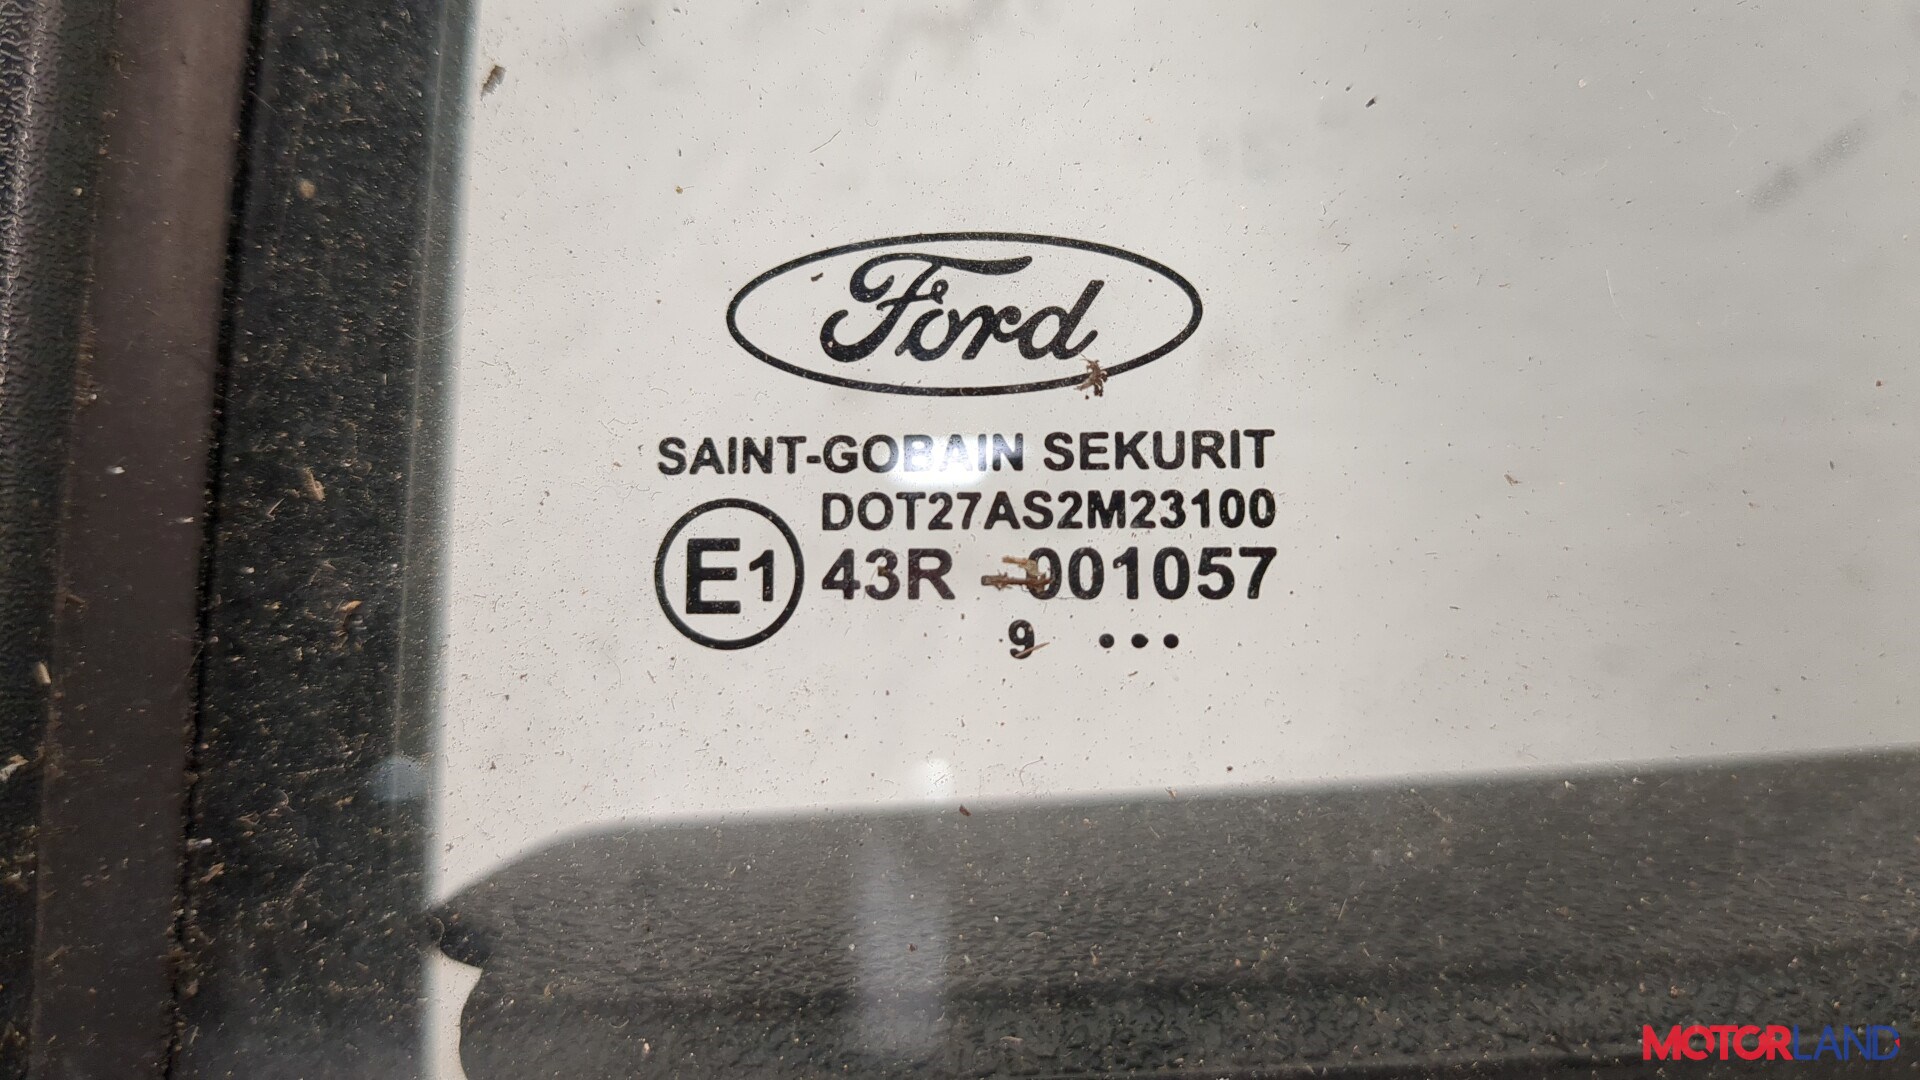 Ford
SAINT-GOBAIN SEKURIT
DOT27AS2M23100
E1 43R - 001057
9 •••
MOTORLAND